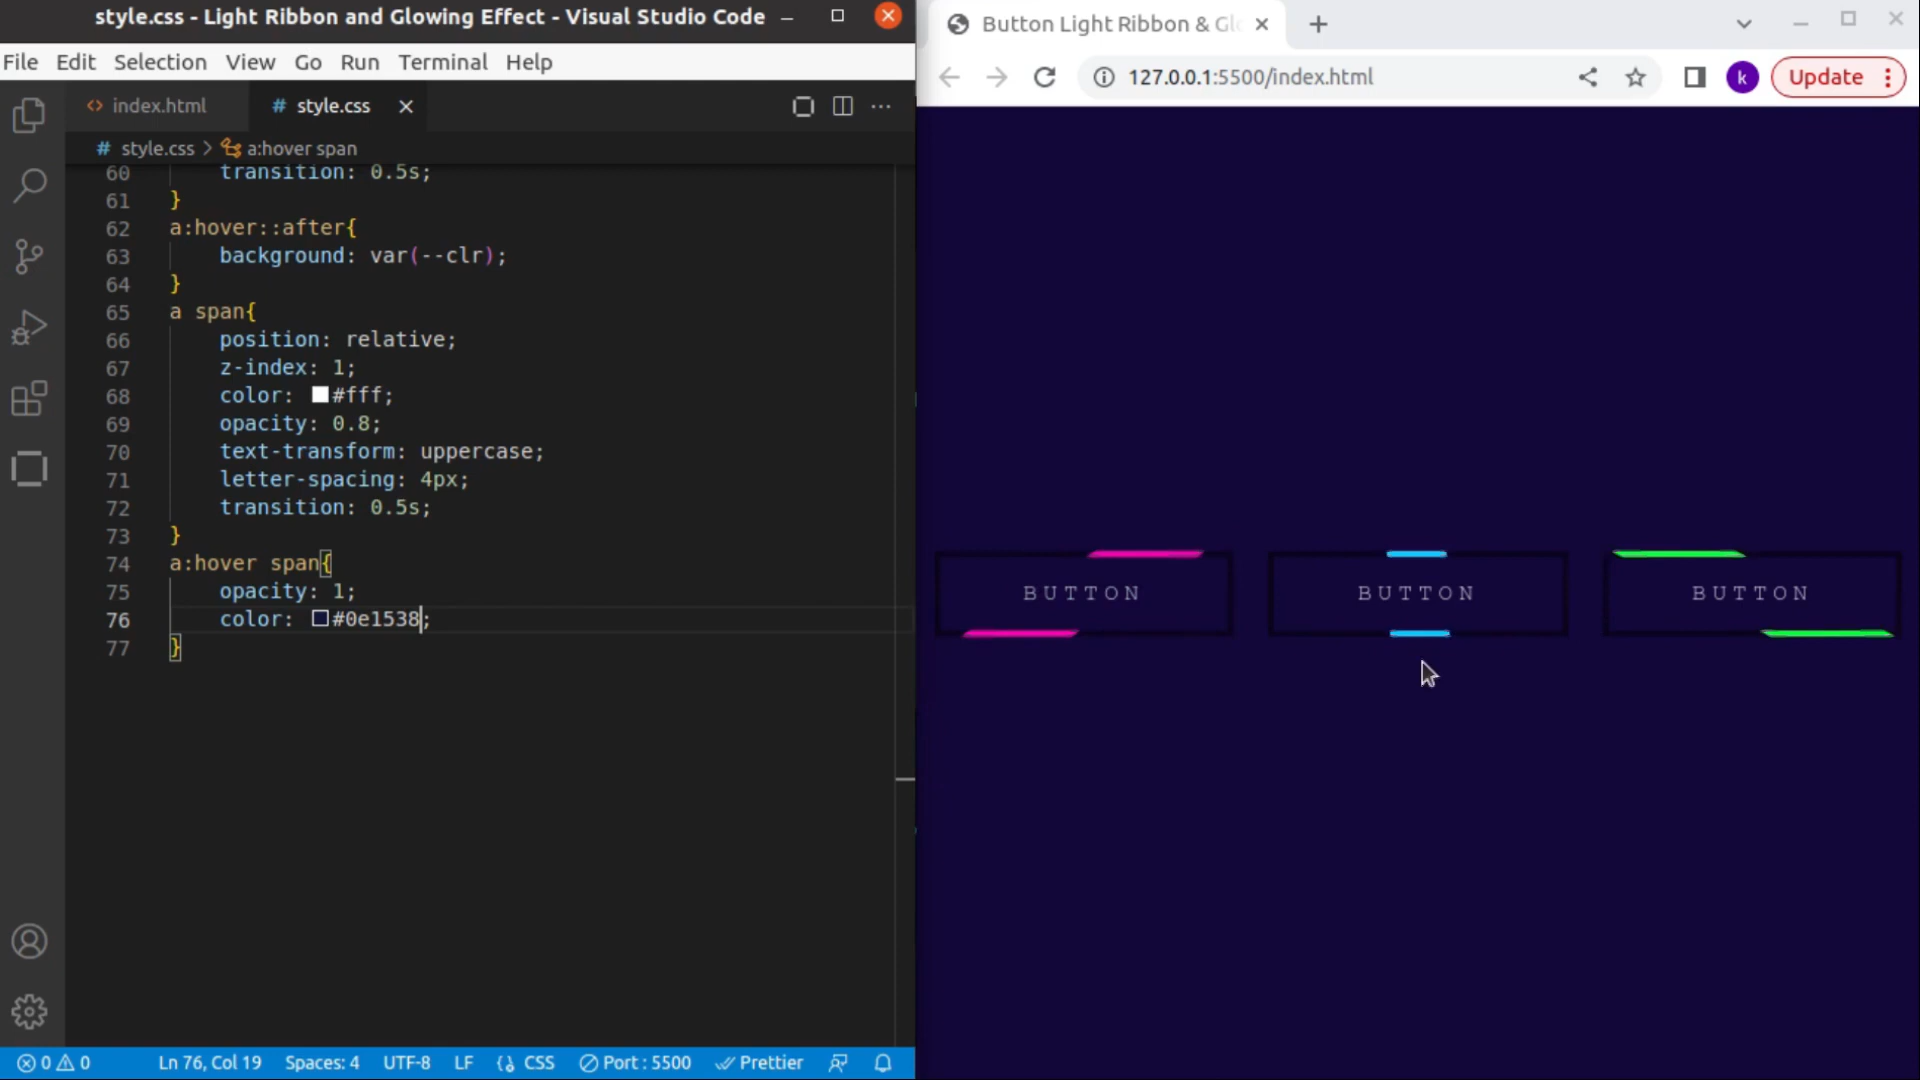 style.css - Light Ribbon and Glowing Effect - Visual Studio Code
File Edit Selection View Go Run Terminal Help
index.html
# style.css
# style.css > a:hover span
60 transition: 0.5s;
61 }
62 a:hover::after{
63 background: var(--clr);
64 }
65 a span{
66 position: relative;
67 z-index: 1;
68 color: #fff;
69 opacity: 0.8;
70 text-transform: uppercase;
71 letter-spacing: 4px;
72 transition: 0.5s;
73 }
74 a:hover span{
75 opacity: 1;
76 color: #0e1538;
77 }
0 0 Ln 76, Col 19 Spaces: 4 UTF-8 LF CSS Port : 5500 Prettier
Button Light Ribbon & Gl
127.0.0.1:5500/index.html
k
Update
BUTTON
BUTTON
BUTTON